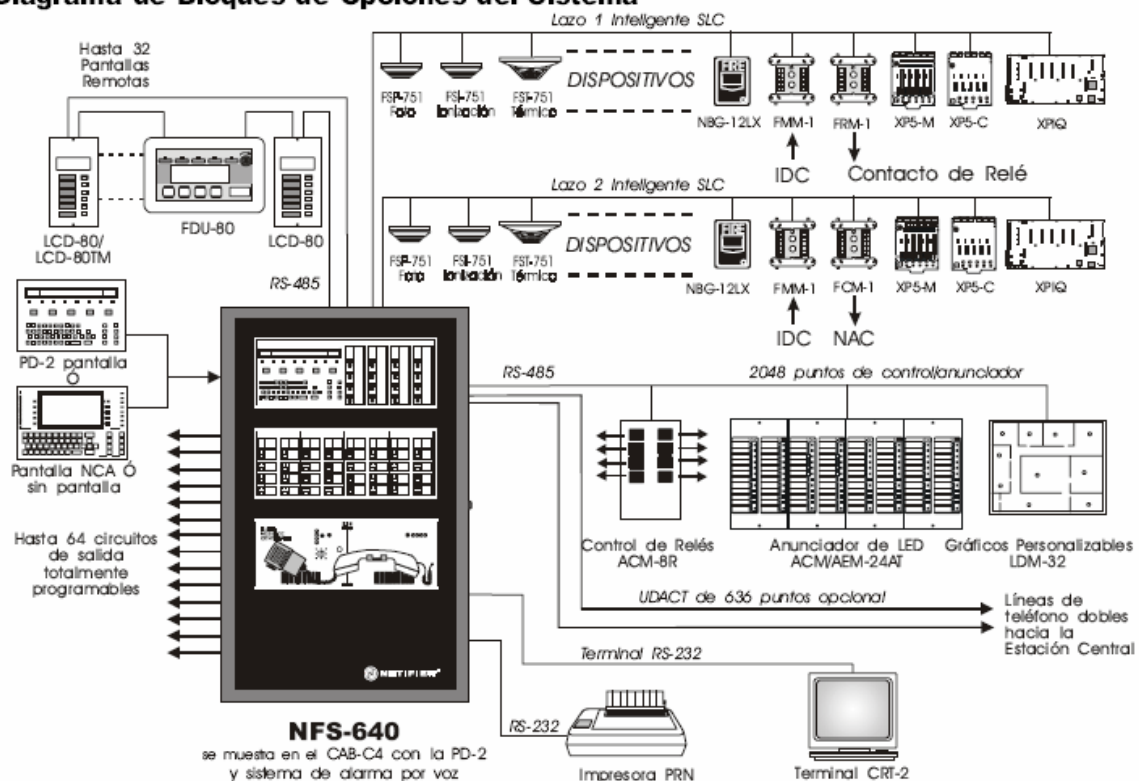 Diagrama de Bloques de Opciones del Sistema
Lazo 1 Inteligente SLC
Hasta 32
Pantallas
Remotas
FSP-751
Foto
FSI-751
Ionización
FST-751
Térmico
DISPOSITIVOS
FIRE
NBG-12LX
FMM-1
FRM-1
XP5-M
XP5-C
XPIQ
IDC
Contacto de Relé
LCD-80/
LCD-80TM
FDU-80
LCD-80
RS-485
Lazo 2 Inteligente SLC
FSP-751
Foto
FSI-751
Ionización
FST-751
Térmico
DISPOSITIVOS
FIRE
NBG-12LX
FMM-1
FCM-1
XP5-M
XP5-C
XPIQ
IDC
NAC
PD-2 pantalla
Ó
Pantalla NCA Ó
sin pantalla
Hasta 64 circuitos
de salida
totalmente
programables
RS-485
2048 puntos de control/anunciador
Control de Relés
ACM-8R
Anunciador de LED
ACM/AEM-24AT
Gráficos Personalizables
LDM-32
UDACT de 636 puntos opcional
Líneas de
teléfono dobles
hacia la
Estación Central
Terminal RS-232
NOTIFIER
RS-232
NFS-640
se muesta en el CAB-C4 con la PD-2
y sistema de alarma por voz
Impresora PRN
Terminal CRT-2